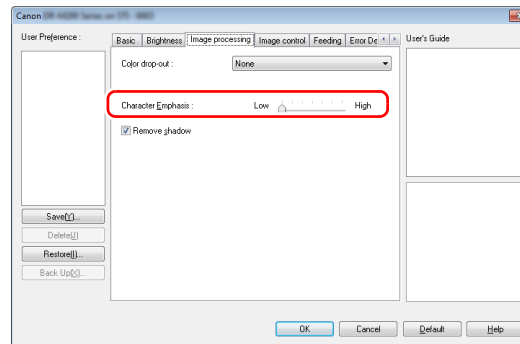 Canon
User Preference :
Basic Brightness Image processing Image control Feeding Error De
User's Guide
Color drop-out : None
Character Emphasis : Low High
Remove shadow
Save(Y)...
Delete(J)
Restore(I)...
Back Up(X)...
OK Cancel Default Help